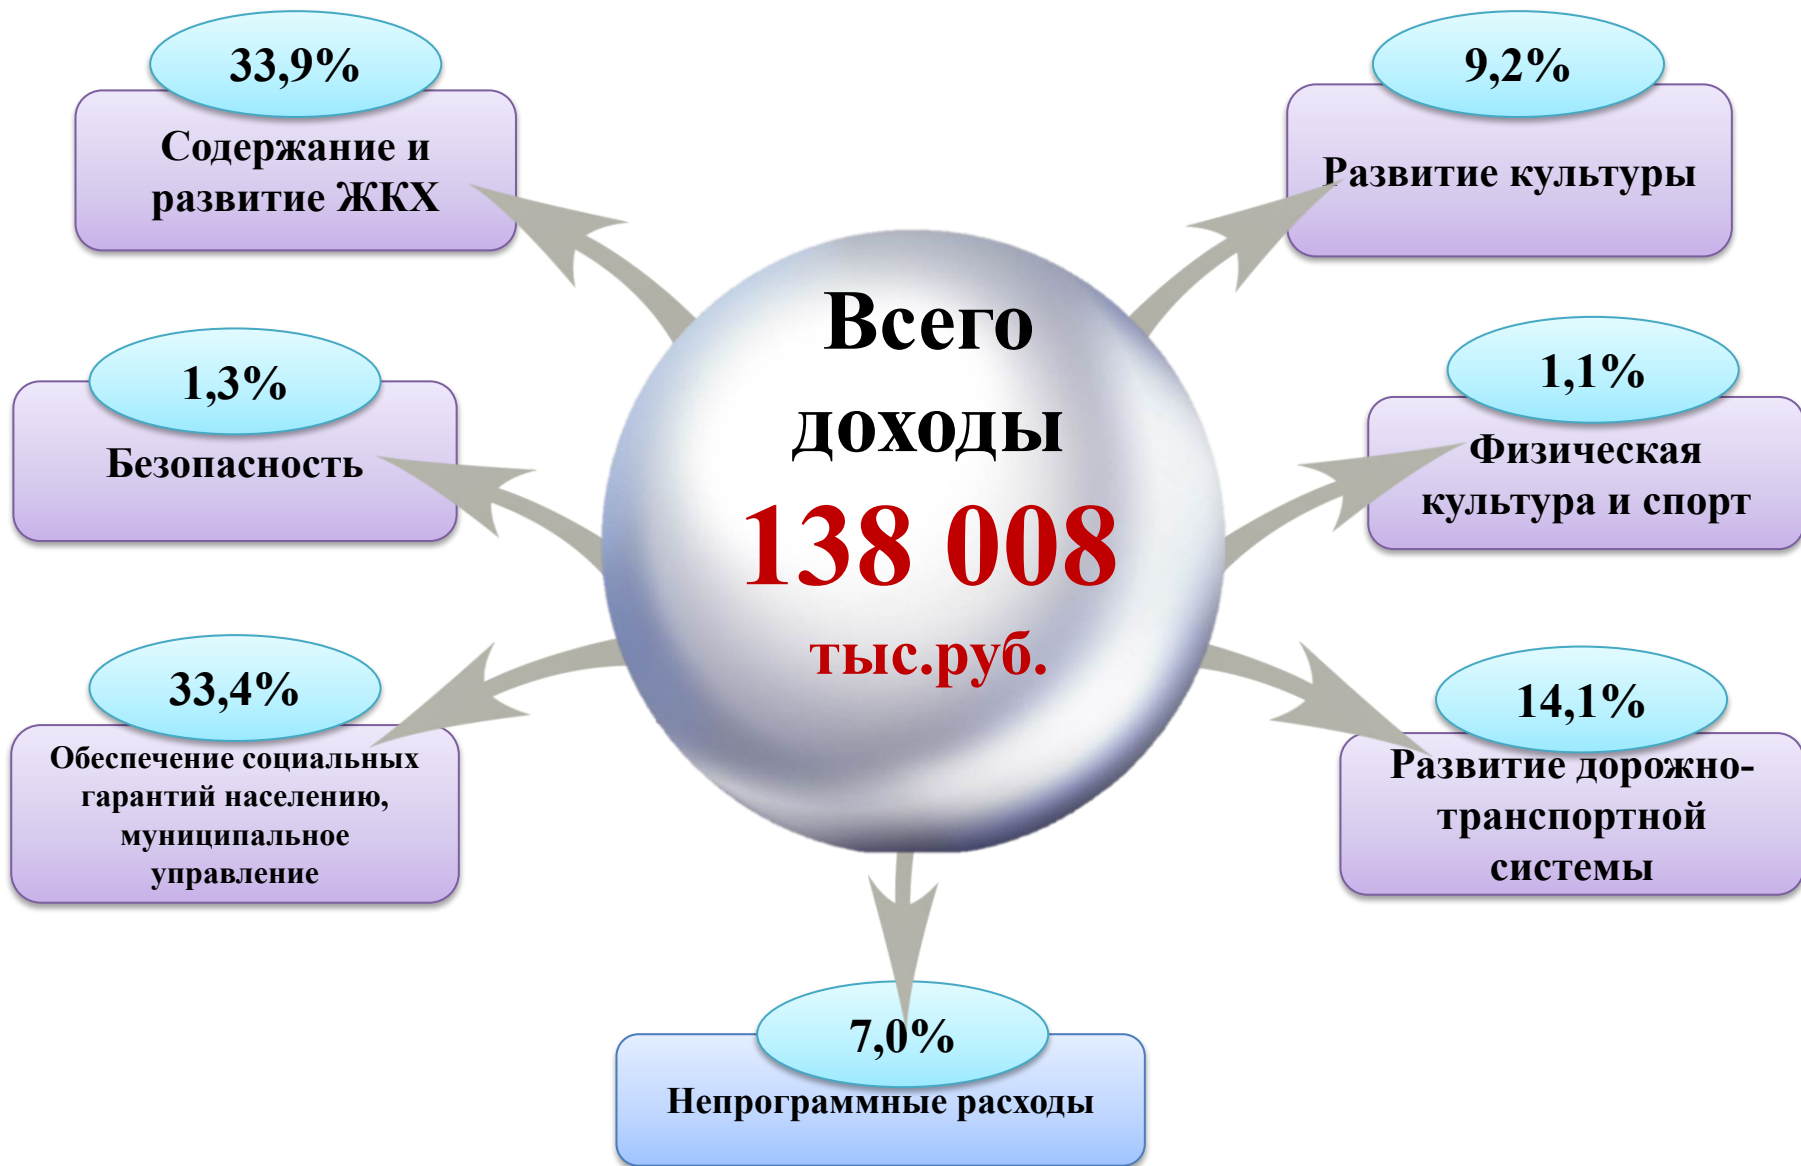 33,9%
Содержание и
развитие ЖКХ
9,2%
Развитие культуры
Всего
доходы
138 008
тыс.руб.
1,3%
Безопасность
1,1%
Физическая
культура и спорт
33,4%
Обеспечение социальных
гарантий населению,
муниципальное
управление
14,1%
Развитие дорожно-
транспортной
системы
7,0%
Непрограммные расходы